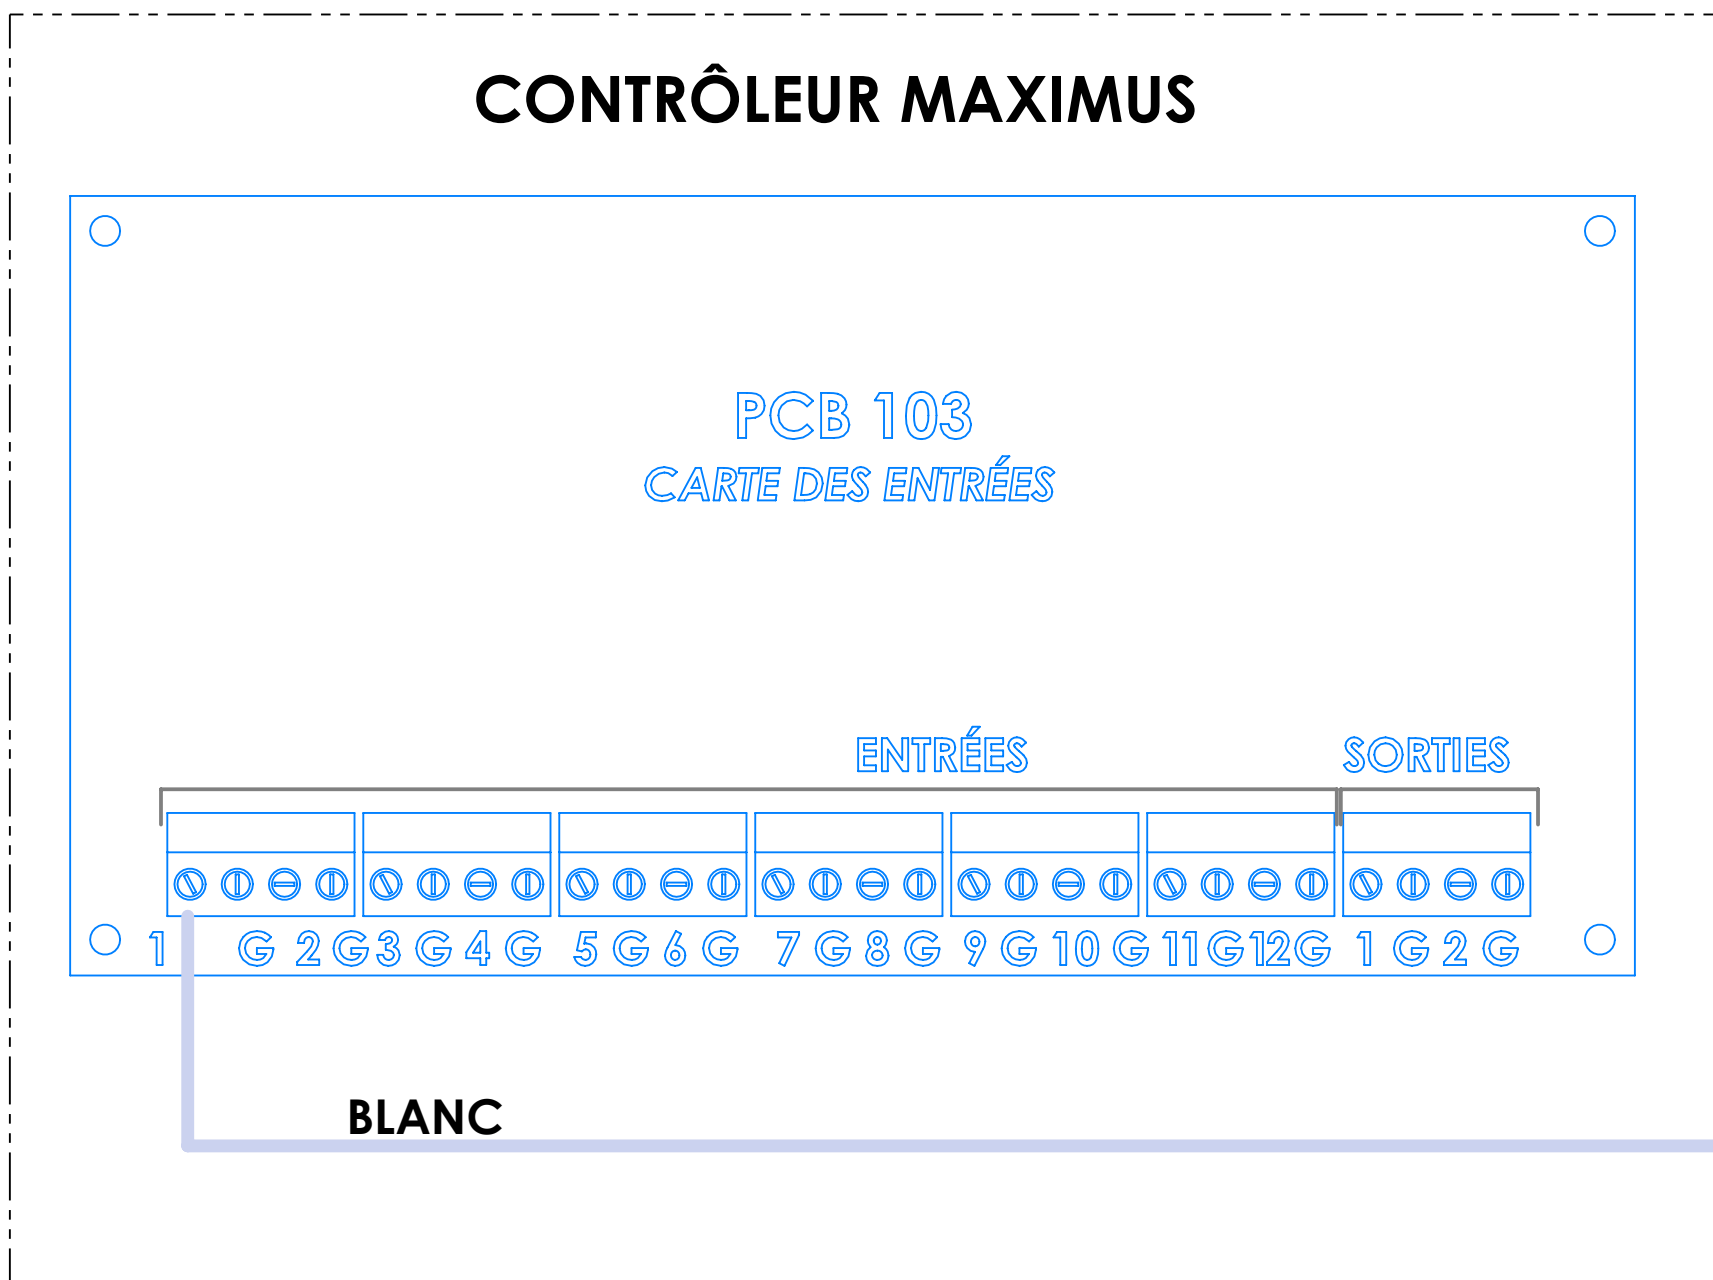 CONTRÔLEUR MAXIMUS
PCB 103
CARTE DES ENTRÉES
ENTRÉES SORTIES
1 G 2 G 3 G 4 G 5 G 6 G 7 G 8 G 9 G 10 G 11 G 12 G 1 G 2 G
BLANC